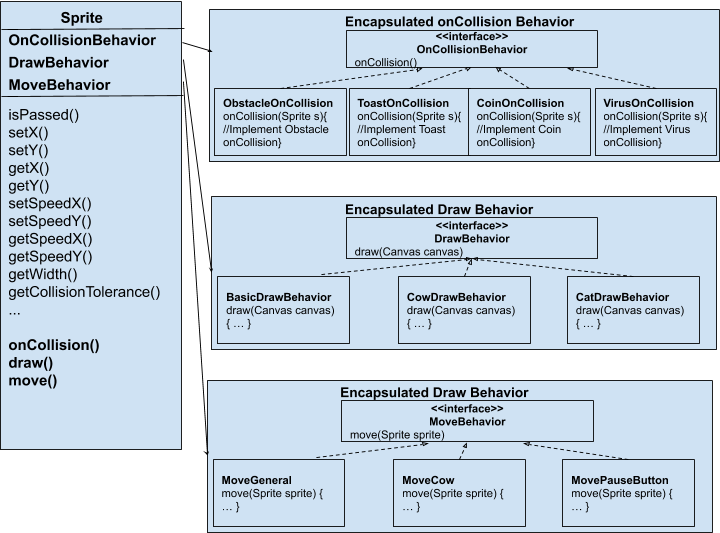 Sprite
OnCollisionBehavior
DrawBehavior
MoveBehavior
isPassed()
setX()
setY()
getX()
getY()
setSpeedX()
setSpeedY()
getSpeedX()
getSpeedY()
getWidth()
getCollisionTolerance()
...
onCollision()
draw()
move()
Encapsulated onCollision Behavior
<<interface>>
OnCollisionBehavior
onCollision()
ObstacleOnCollision
onCollision(Sprite s){
//Implement Obstacle
onCollision}
ToastOnCollision
onCollision(Sprite s){
//Implement Toast
onCollision}
CoinOnCollision
onCollision(Sprite s){
//Implement Coin
onCollision}
VirusOnCollision
onCollision(Sprite s){
//Implement Virus
onCollision}
Encapsulated Draw Behavior
<<interface>>
DrawBehavior
draw(Canvas canvas)
BasicDrawBehavior
draw(Canvas canvas)
{ ... }
CowDrawBehavior
draw(Canvas canvas)
{ ... }
CatDrawBehavior
draw(Canvas canvas)
{ ... }
Encapsulated Draw Behavior
<<interface>>
MoveBehavior
move(Sprite sprite)
MoveGeneral
move(Sprite sprite) {
... }
MoveCow
move(Sprite sprite) {
... }
MovePauseButton
move(Sprite sprite) {
... }